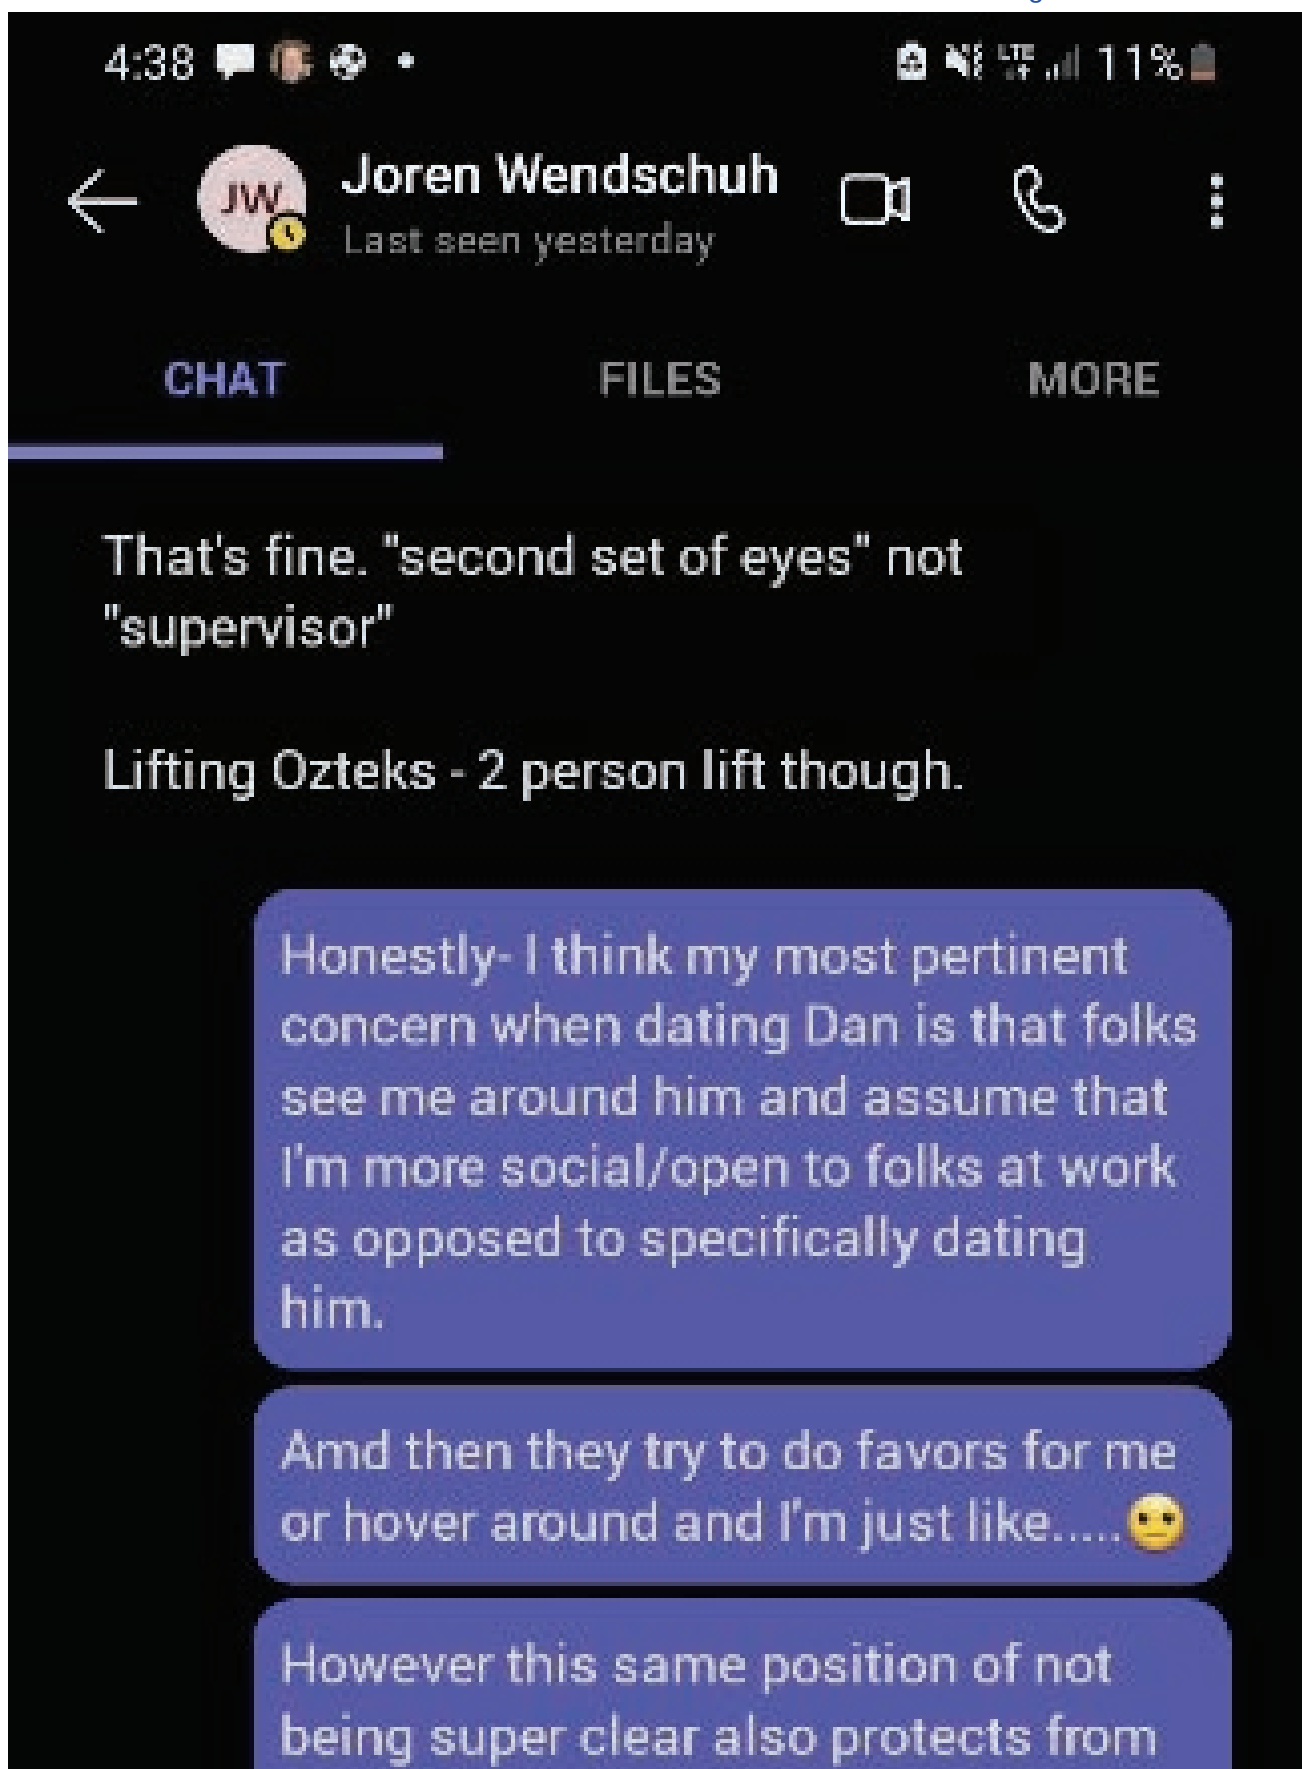 4:38
LTE 11%
Joren Wendschuh
JW
Last seen yesterday
CHAT FILES MORE
That's fine. "second set of eyes" not
"supervisor"
Lifting Ozteks - 2 person lift though.
Honestly- I think my most pertinent
concern when dating Dan is that folks
see me around him and assume that
I'm more social/open to folks at work
as opposed to specifically dating
him.
Amd then they try to do favors for me
or hover around and I'm just like.....
However this same position of not
being super clear also protects from